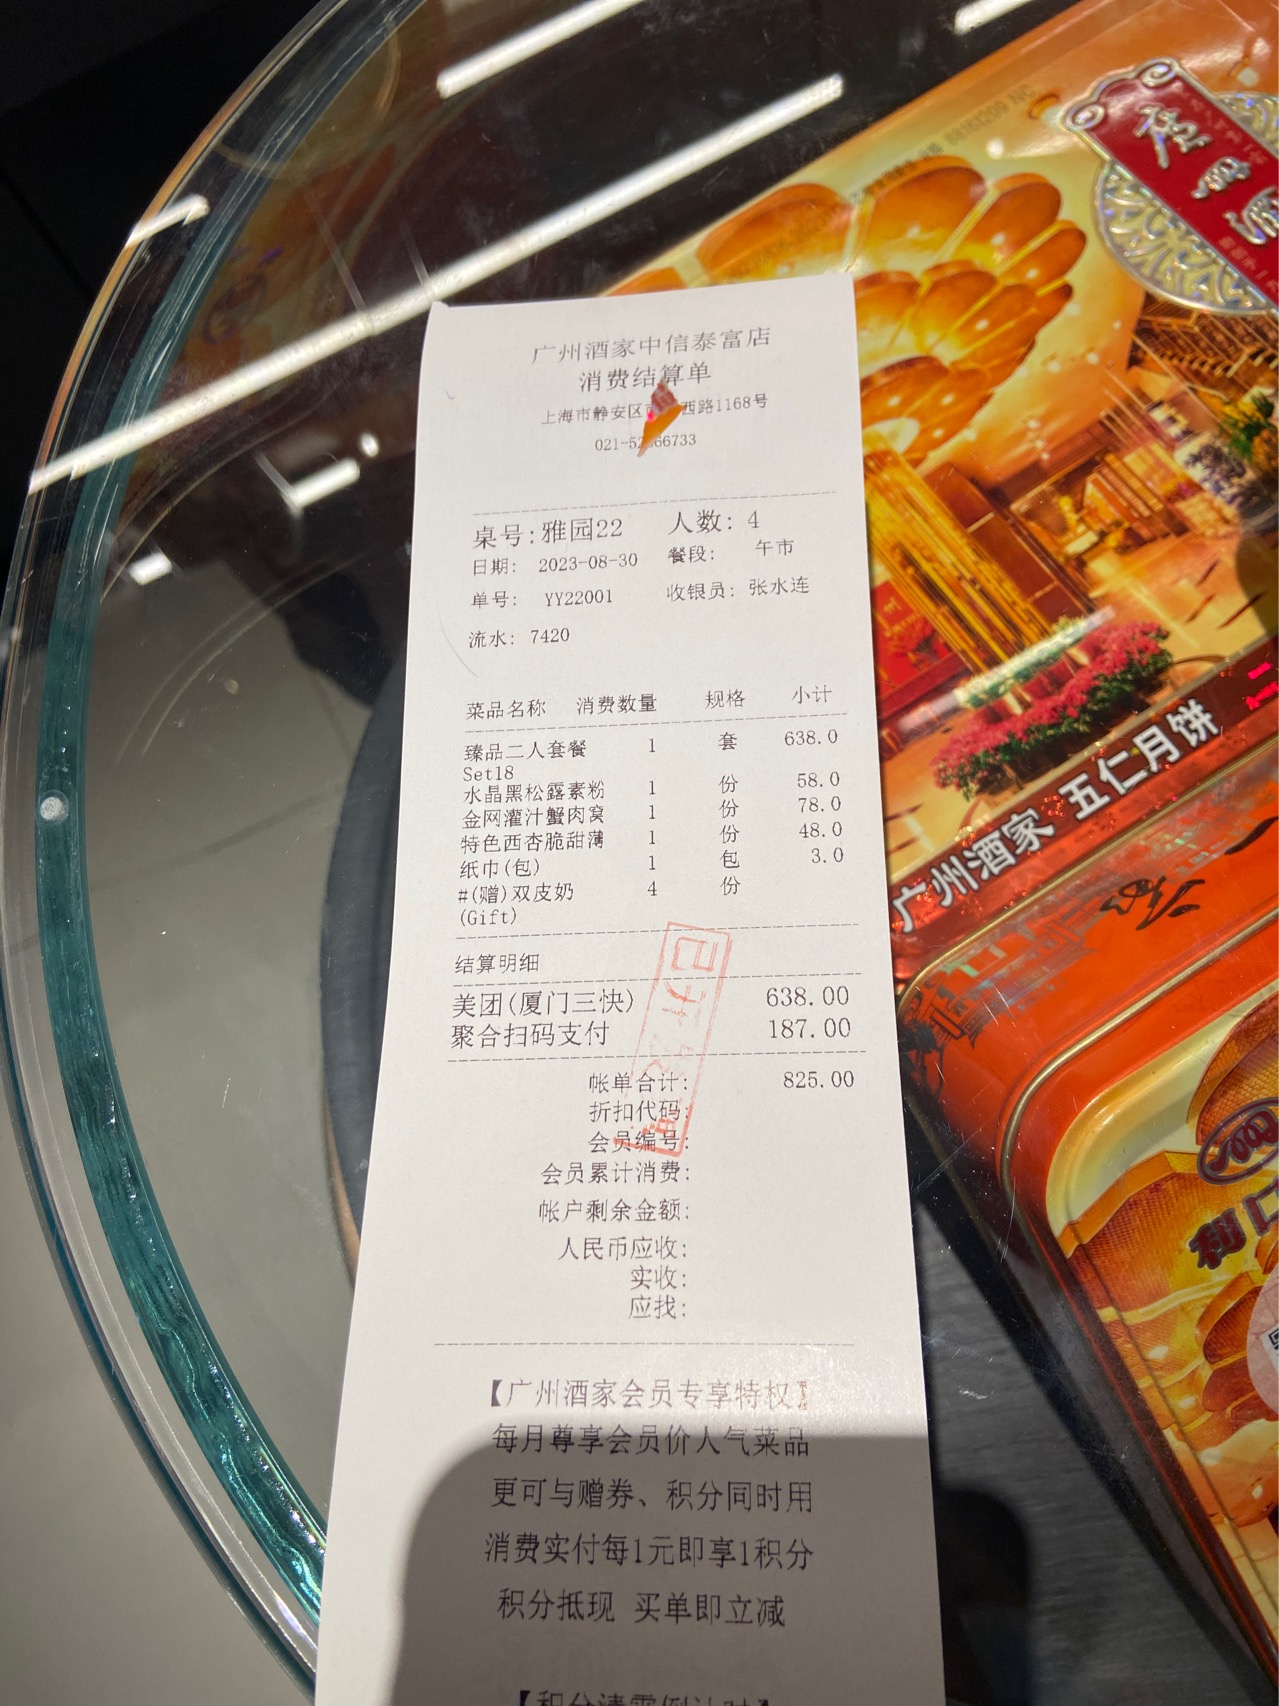 广州酒家中信泰富店
消费结算单
上海市静安区 西路1168号
021-52 66733
桌号:雅园22 人数: 4
日期: 2023-08-30 餐段: 午市
单号: YY22001 收银员: 张水连
流水: 7420
菜品名称 消费数量 规格 小计
臻品二人套餐 1 套 638.0
Set18
水晶黑松露素粉 1 份 58.0
金网灌汁蟹肉窝 1 份 78.0
特色西杏脆甜薄 1 份 48.0
纸巾(包) 1 包 3.0
#(赠)双皮奶 4 份
(Gift)
结算明细
美团(厦门三快) 638.00
聚合扫码支付 187.00
帐单合计: 825.00
折扣代码:
会员编号:
会员累计消费:
帐户剩余金额:
人民币应收:
实收:
应找:
【广州酒家会员专享特权】
每月尊享会员价人气菜品
更可与赠券、积分同时用
消费实付每1元即享1积分
积分抵现 买单即立减
已开发票
广州酒家 五仁月饼
利口